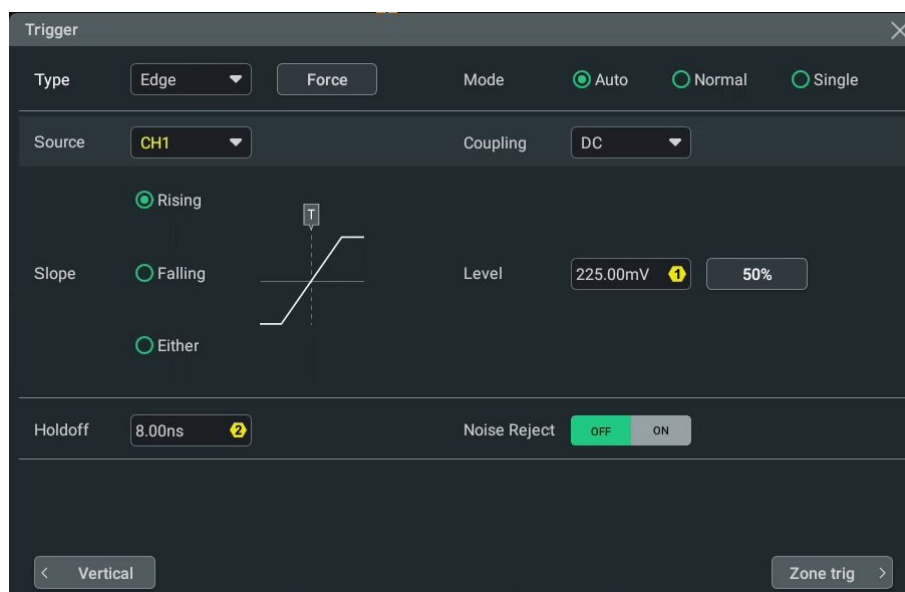 Trigger
Type Edge Force Mode Auto Normal Single
Source CH1 Coupling DC
Rising
T
Slope Falling Level 225.00mV 1 50%
Either
Holdoff 8.00ns 2 Noise Reject OFF ON
< Vertical Zone trig >